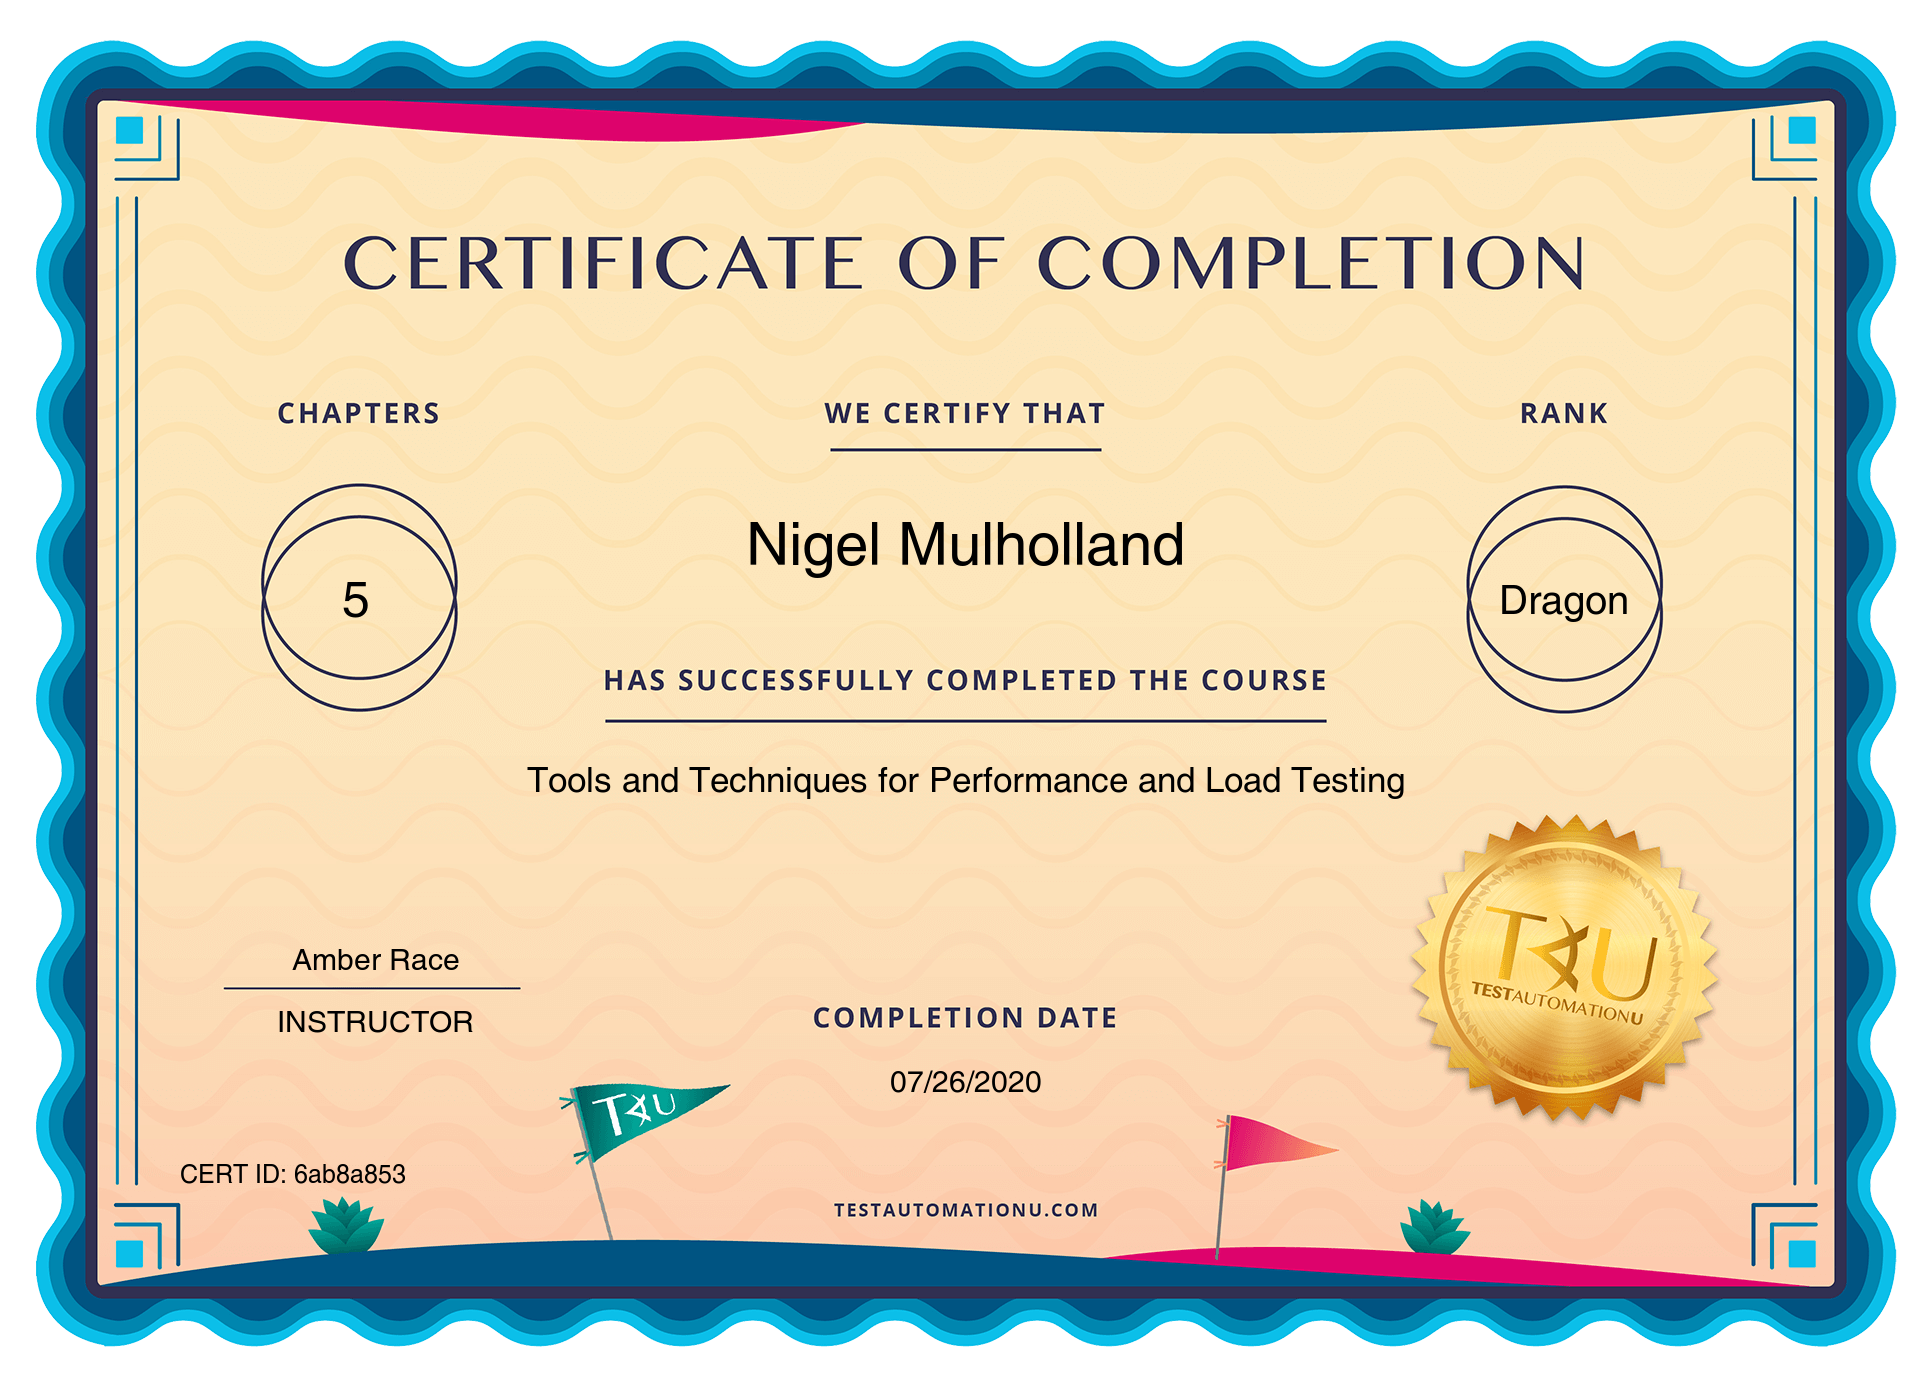 CERTIFICATE OF COMPLETION
CHAPTERS
5
WE CERTIFY THAT
Nigel Mulholland
HAS SUCCESSFULLY COMPLETED THE COURSE
Tools and Techniques for Performance and Load Testing
RANK
Dragon
Amber Race
INSTRUCTOR
COMPLETION DATE
07/26/2020
TAU
TESTAUTOMATIONU
TAU
CERT ID: 6ab8a853
TESTAUTOMATIONU.COM